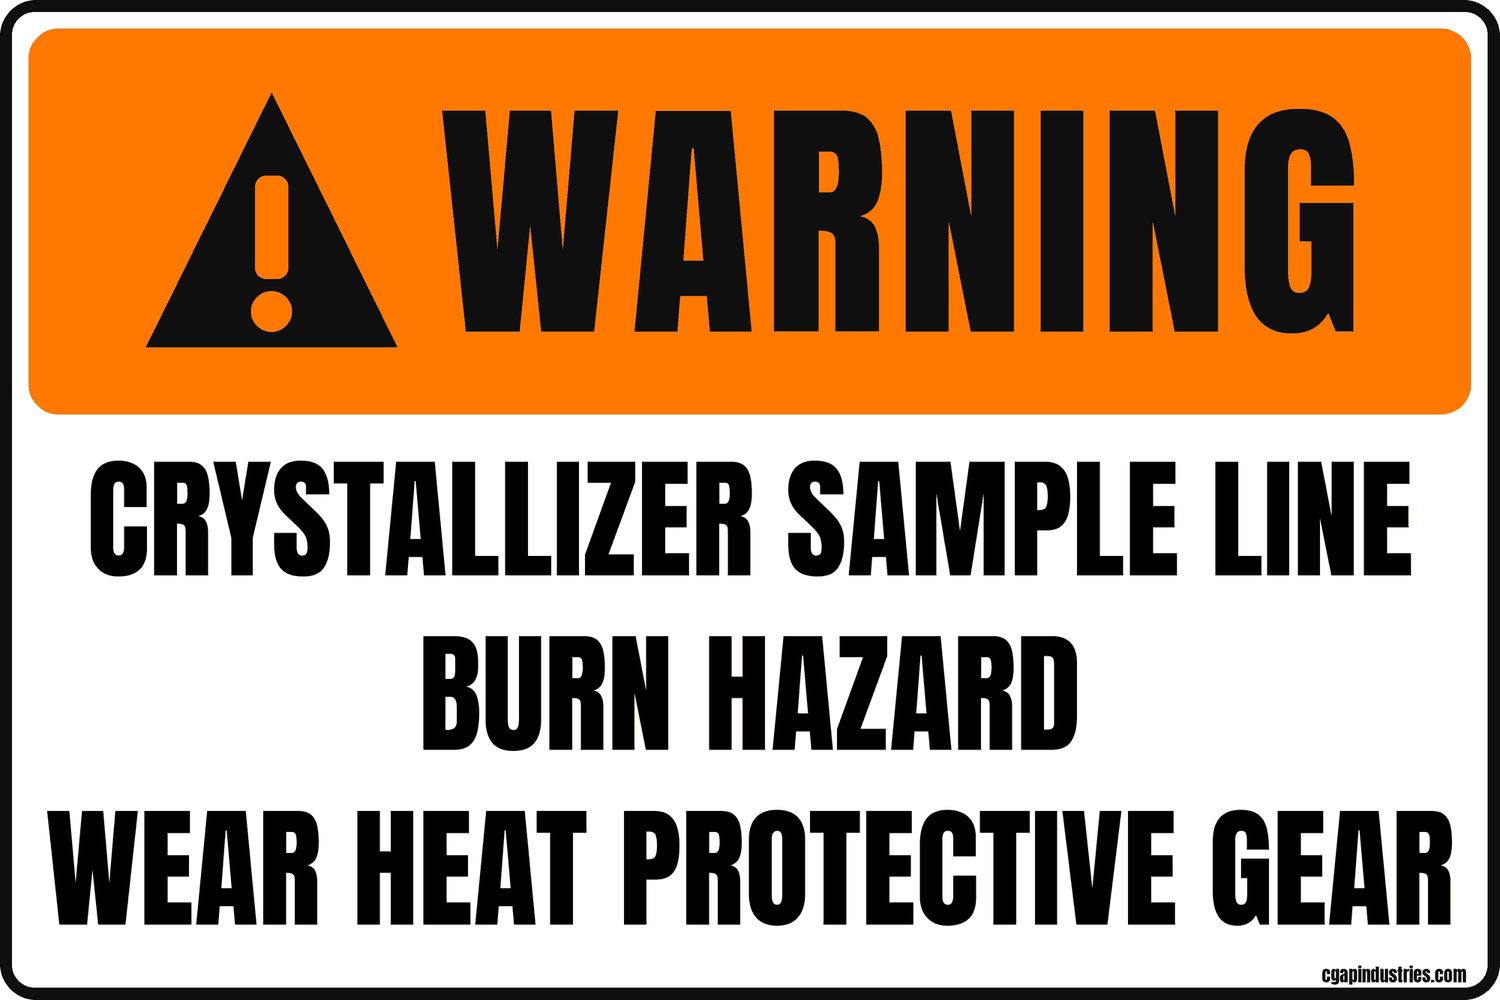 WARNING
CRYSTALLIZER SAMPLE LINE
BURN HAZARD
WEAR HEAT PROTECTIVE GEAR
cgapindustries.com